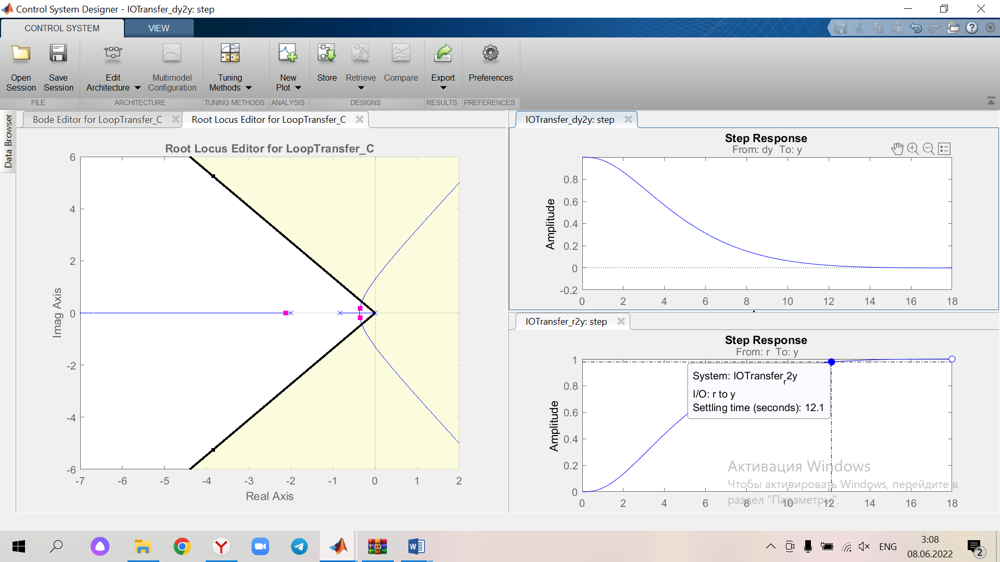 Control System Designer - IOTransfer_dy2y: step
CONTROL SYSTEM
VIEW
Open Session
Save Session
Edit Architecture
Multimodel Configuration
Tuning Methods
New Plot
Store
Retrieve
Compare
Export
Preferences
FILE
ARCHITECTURE
TUNING METHODS
ANALYSIS
DESIGNS
RESULTS
PREFERENCES
Data Browser
Bode Editor for LoopTransfer_C
Root Locus Editor for LoopTransfer_C
Root Locus Editor for LoopTransfer_C
6
4
2
0
-2
-4
-6
Imag Axis
-7 -6 -5 -4 -3 -2 -1 0 1 2
Real Axis
IOTransfer_dy2y: step
Step Response
From: dy To: y
0.8
0.6
0.4
0.2
0
-0.2
Amplitude
0 2 4 6 8 10 12 14 16 18
IOTransfer_r2y: step
Step Response
From: r To: y
1
0.8
0.6
0.4
0.2
0
Amplitude
System: IOTransfer_r2y
I/O: r to y
Settling time (seconds): 12.1
0 2 4 6 8 10 12 14 16 18
Активация Windows
Чтобы активировать Windows, перейдите в
раздел "Параметры".
ENG
3:08
08.06.2022
2